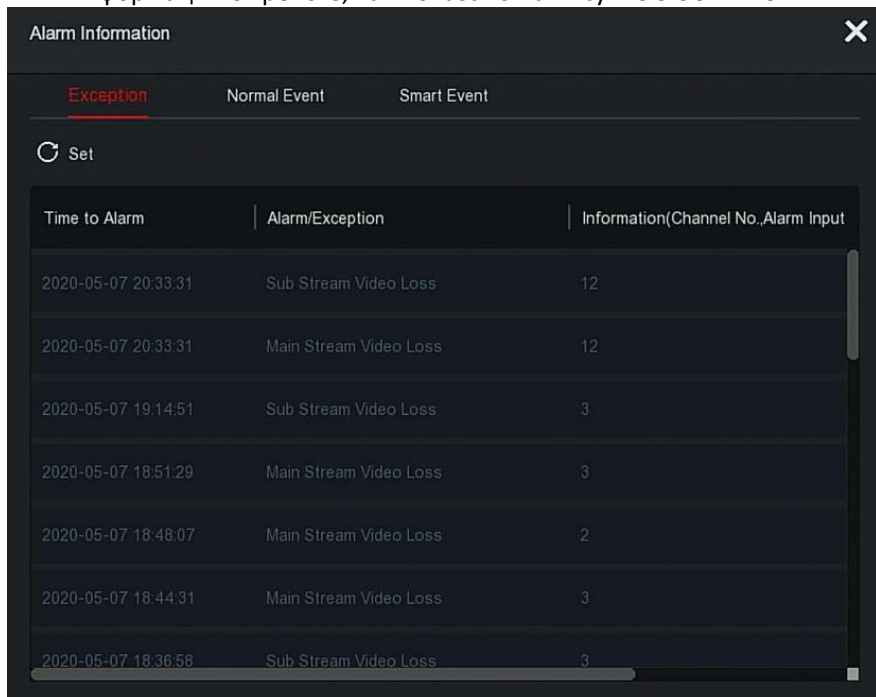 Alarm Information
Exception Normal Event Smart Event
Set
Time to Alarm Alarm/Exception Information(Channel No.,Alarm Input
2020-05-07 20:33:31 Sub Stream Video Loss 12
2020-05-07 20:33:31 Main Stream Video Loss 12
2020-05-07 19:14:51 Sub Stream Video Loss 3
2020-05-07 18:51:29 Main Stream Video Loss 3
2020-05-07 18:48:07 Main Stream Video Loss 2
2020-05-07 18:44:31 Main Stream Video Loss 3
2020-05-07 18:36:58 Sub Stream Video Loss 3